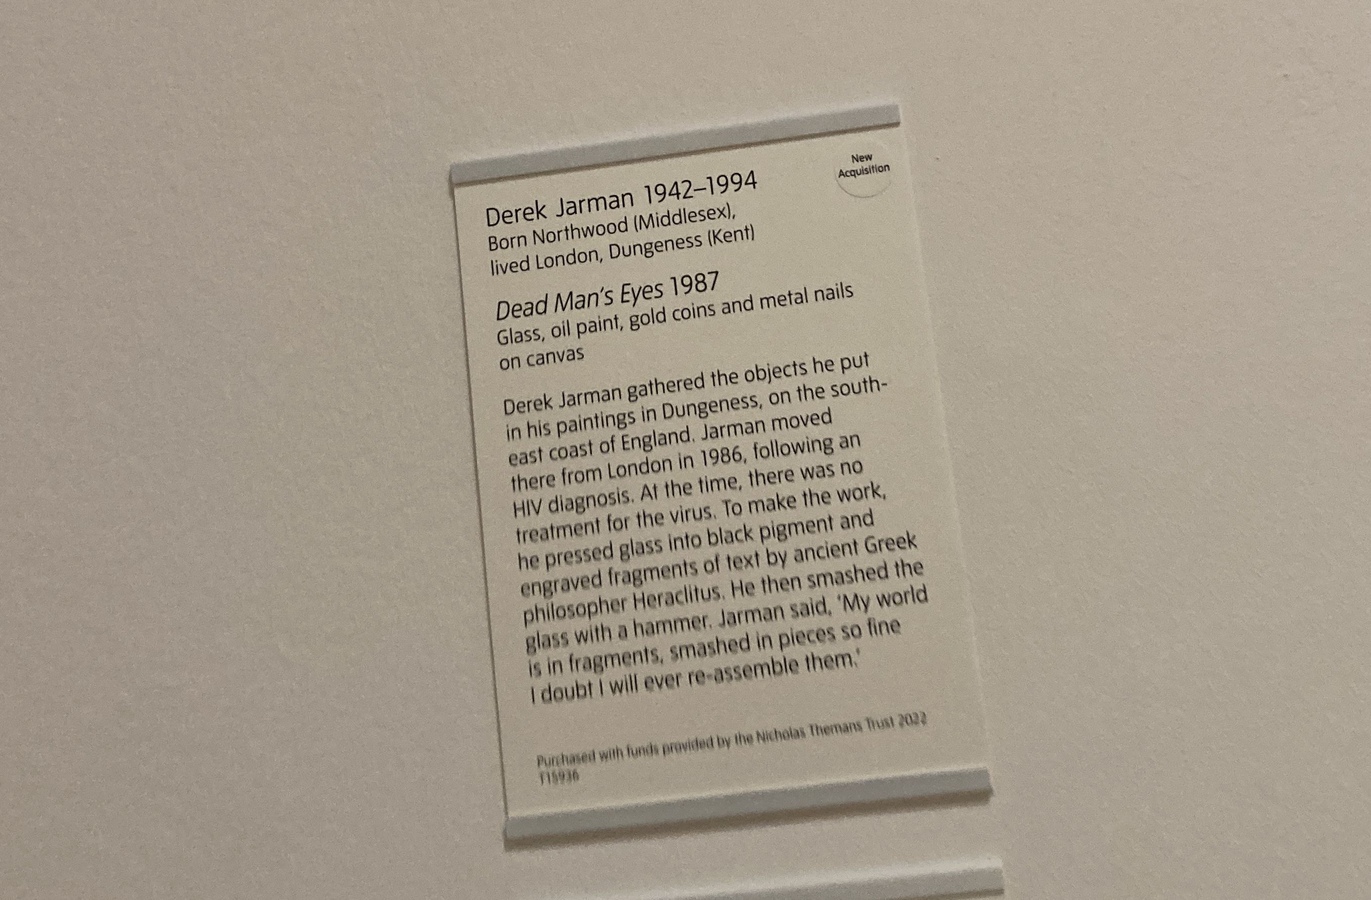 New
Acquisition
Derek Jarman 1942–1994
Born Northwood (Middlesex),
lived London, Dungeness (Kent)
Dead Man's Eyes 1987
Glass, oil paint, gold coins and metal nails
on canvas
Derek Jarman gathered the objects he put
in his paintings in Dungeness, on the south-
east coast of England. Jarman moved
there from London in 1986, following an
HIV diagnosis. At the time, there was no
treatment for the virus. To make the work,
he pressed glass into black pigment and
engraved fragments of text by ancient Greek
philosopher Heraclitus. He then smashed the
glass with a hammer. Jarman said, 'My world
is in fragments, smashed in pieces so fine
I doubt I will ever re-assemble them.'
Purchased with funds provided by the Nicholas Themans Trust 2022
T15936